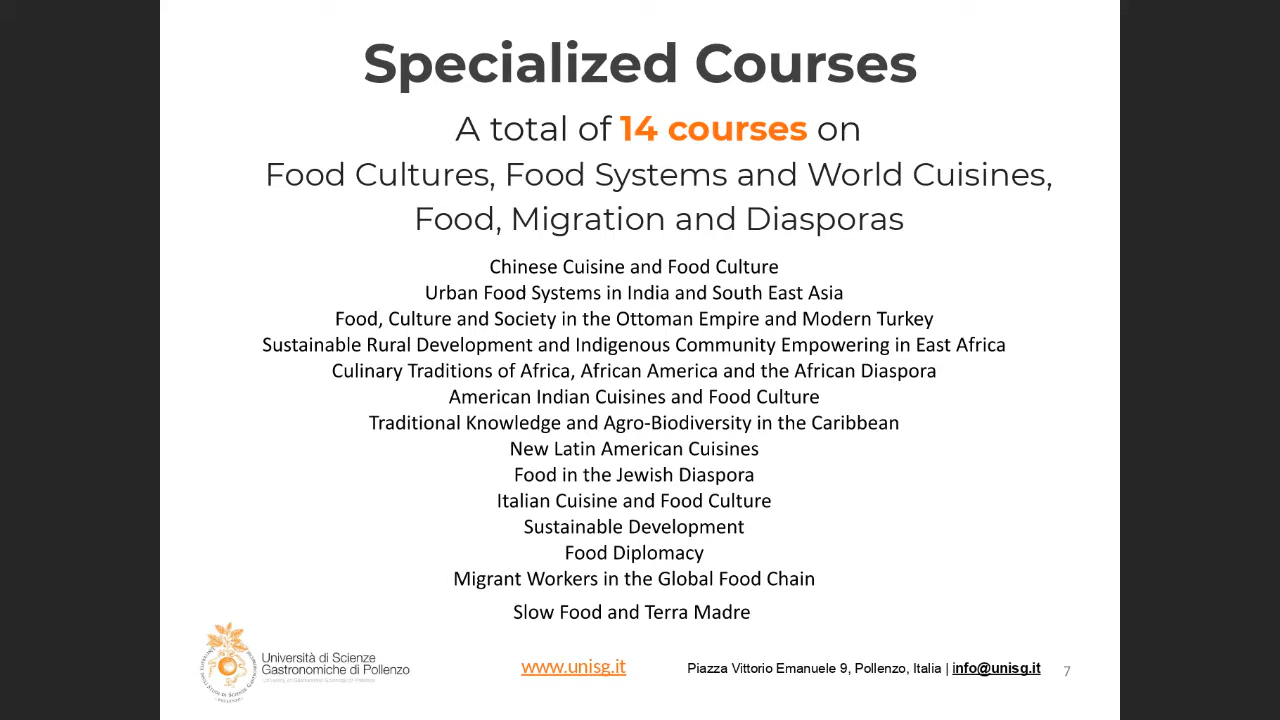 Specialized Courses
A total of 14 courses on
Food Cultures, Food Systems and World Cuisines,
Food, Migration and Diasporas
Chinese Cuisine and Food Culture
Urban Food Systems in India and South East Asia
Food, Culture and Society in the Ottoman Empire and Modern Turkey
Sustainable Rural Development and Indigenous Community Empowering in East Africa
Culinary Traditions of Africa, African America and the African Diaspora
American Indian Cuisines and Food Culture
Traditional Knowledge and Agro-Biodiversity in the Caribbean
New Latin American Cuisines
Food in the Jewish Diaspora
Italian Cuisine and Food Culture
Sustainable Development
Food Diplomacy
Migrant Workers in the Global Food Chain
Slow Food and Terra Madre
Università di Scienze
Gastronomiche di Pollenzo
www.unisg.it
Piazza Vittorio Emanuele 9, Pollenzo, Italia | info@unisg.it
7